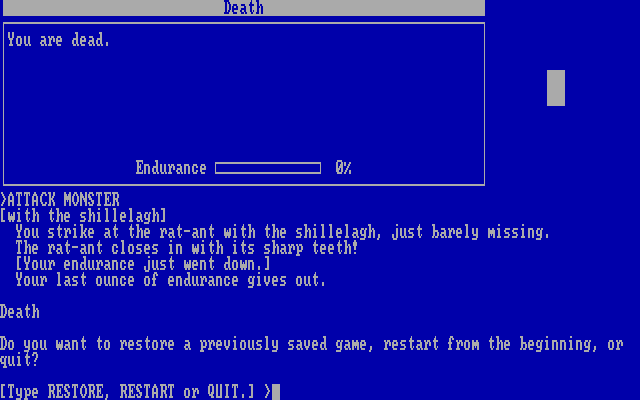 Death
You are dead.
Endurance 0%
>ATTACK MONSTER
[with the shillelagh]
You strike at the rat-ant with the shillelagh, just barely missing.
The rat-ant closes in with its sharp teeth!
[Your endurance just went down.]
Your last ounce of endurance gives out.
Death
Do you want to restore a previously saved game, restart from the beginning, or
quit?
[Type RESTORE, RESTART or QUIT.] >